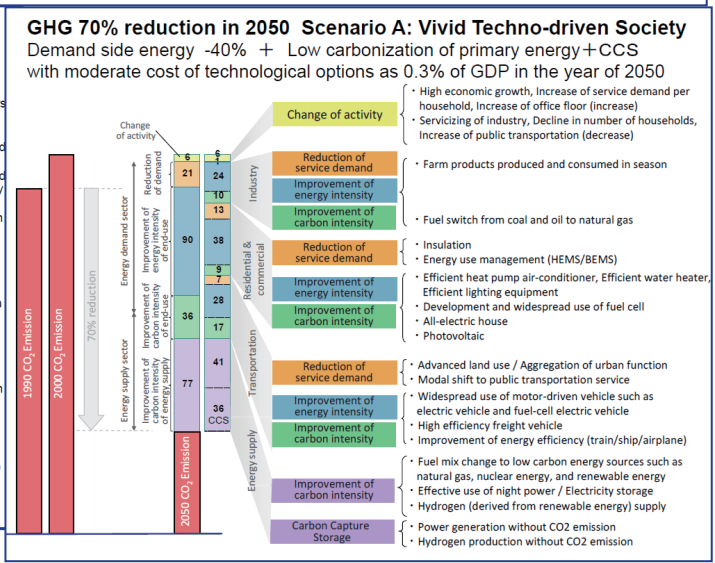 GHG 70% reduction in 2050 Scenario A: Vivid Techno-driven Society
Demand side energy -40% + Low carbonization of primary energy+CCS
with moderate cost of technological options as 0.3% of GDP in the year of 2050
Change
of activity
1990 CO2 Emission
2000 CO2 Emission
70% reduction
Energy demand sector
Energy supply sector
Reduction
of demand
Improvement of
energy intensity
of end-use
Improvement of
carbon intensity
of end-use
Improvement of
carbon intensity
of energy supply
6
21
90
36
77
2050 CO2 Emission
6
1
24
10
13
38
9
7
28
17
41
36
CCS
Industry
Residential &
commercial
Transportation
Energy supply
Change of activity
・ High economic growth, Increase of service demand per
household, Increase of office floor (increase)
・ Servicizing of industry, Decline in number of households,
Increase of public transportation (decrease)
Reduction of
service demand
Improvement of
energy intensity
Improvement of
carbon intensity
・ Farm products produced and consumed in season
・ Fuel switch from coal and oil to natural gas
Reduction of
service demand
Improvement of
energy intensity
Improvement of
carbon intensity
・ Insulation
・ Energy use management (HEMS/BEMS)
・ Efficient heat pump air-conditioner, Efficient water heater,
Efficient lighting equipment
・ Development and widespread use of fuel cell
・ All-electric house
・ Photovoltaic
Reduction
of service demand
Improvement of
energy intensity
Improvement of
carbon intensity
・ Advanced land use / Aggregation of urban function
・ Modal shift to public transportation service
・ Widespread use of motor-driven vehicle such as
electric vehicle and fuel-cell electric vehicle
・ High efficiency freight vehicle
・ Improvement of energy efficiency (train/ship/airplane)
Improvement of
carbon intensity
・ Fuel mix change to low carbon energy sources such as
natural gas, nuclear energy, and renewable energy
・ Effective use of night power / Electricity storage
・ Hydrogen (derived from renewable energy) supply
Carbon Capture
Storage
・ Power generation without CO2 emission
・ Hydrogen production without CO2 emission